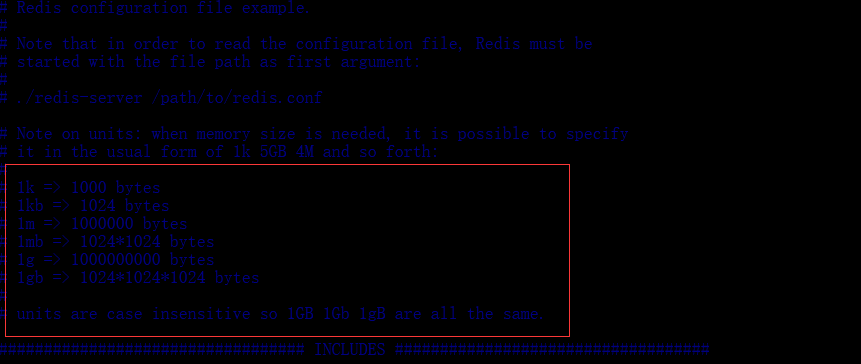 # Redis configuration file example.
#
# Note that in order to read the configuration file, Redis must be
# started with the file path as first argument:
#
# ./redis-server /path/to/redis.conf
# Note on units: when memory size is needed, it is possible to specify
# it in the usual form of 1k 5GB 4M and so forth:
#
# 1k => 1000 bytes
# 1kb => 1024 bytes
# 1m => 1000000 bytes
# 1mb => 1024*1024 bytes
# 1g => 1000000000 bytes
# 1gb => 1024*1024*1024 bytes
#
# units are case insensitive so 1GB 1Gb 1gB are all the same.
################################## INCLUDES ###################################